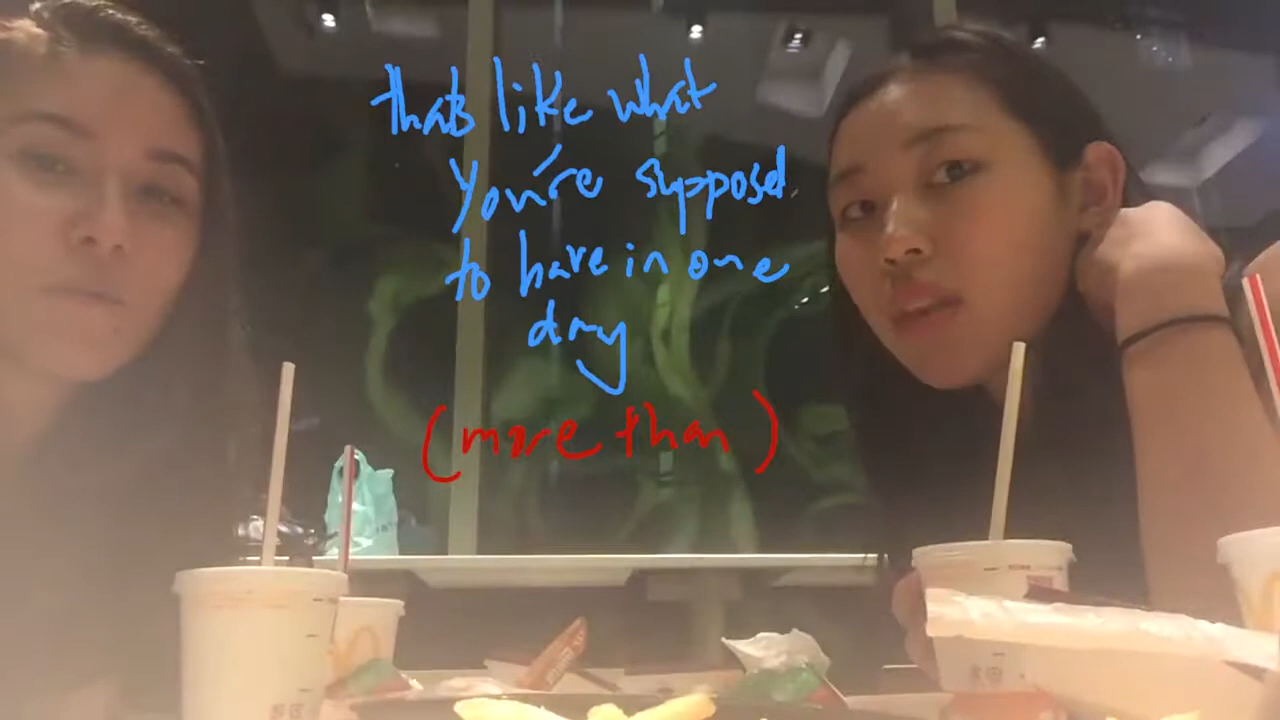 thats like what
you're supposed
to have in one
day
(more than)